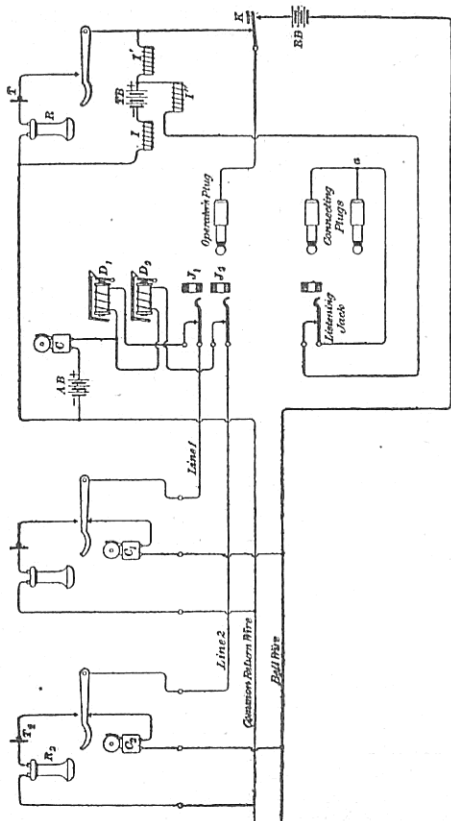 K
T
RB
I'
TB
+
R
I''
I
Operator's Plug
a
Connecting Plugs
D₁
D₂
J₁
J₂
Listening Jack
C
AB
+
−
Line 1
C₁
Line 2
Common Return Wire
Bell Wire
T₂
R₂
C₂